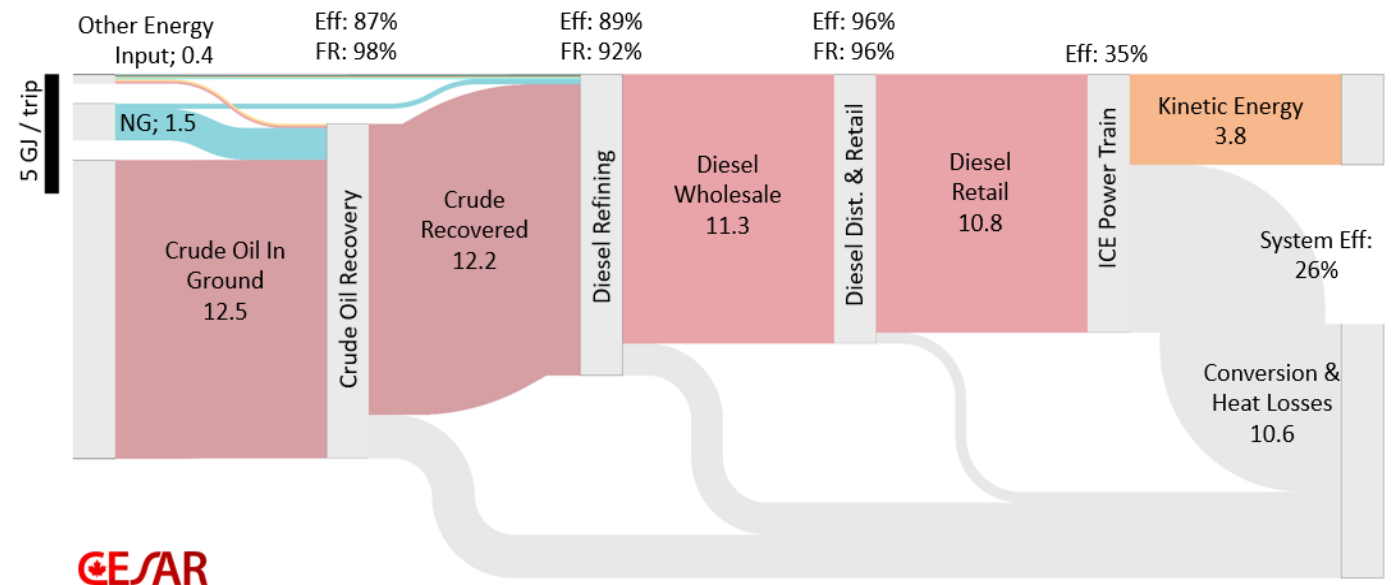 Other Energy
Input; 0.4
Eff: 87%
FR: 98%
Eff: 89%
FR: 92%
Eff: 96%
FR: 96%
Eff: 35%
5 GJ / trip
NG; 1.5
Crude Oil In
Ground
12.5
Crude Oil Recovery
Crude
Recovered
12.2
Diesel Refining
Diesel
Wholesale
11.3
Diesel Dist. & Retail
Diesel
Retail
10.8
ICE Power Train
Kinetic Energy
3.8
System Eff:
26%
Conversion &
Heat Losses
10.6
CESAR